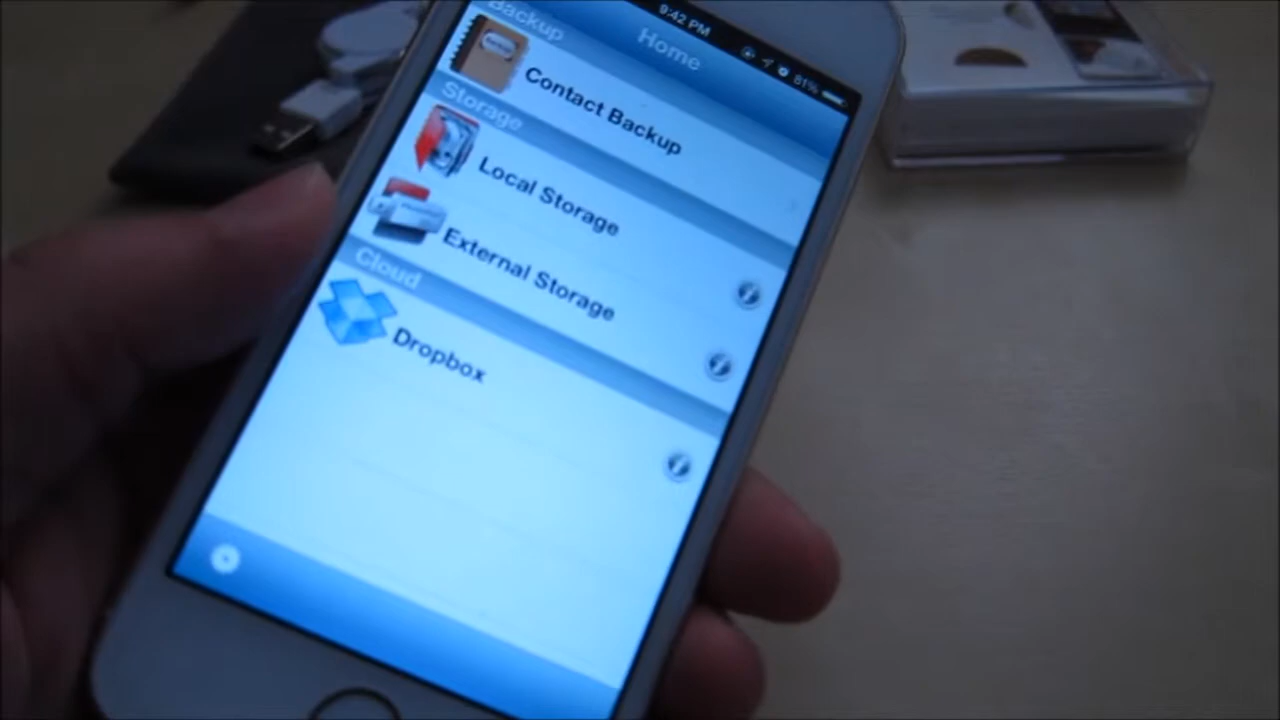 9:42 PM
81%
Home
Backup
Contact Backup
Storage
Local Storage
External Storage
Cloud
Dropbox